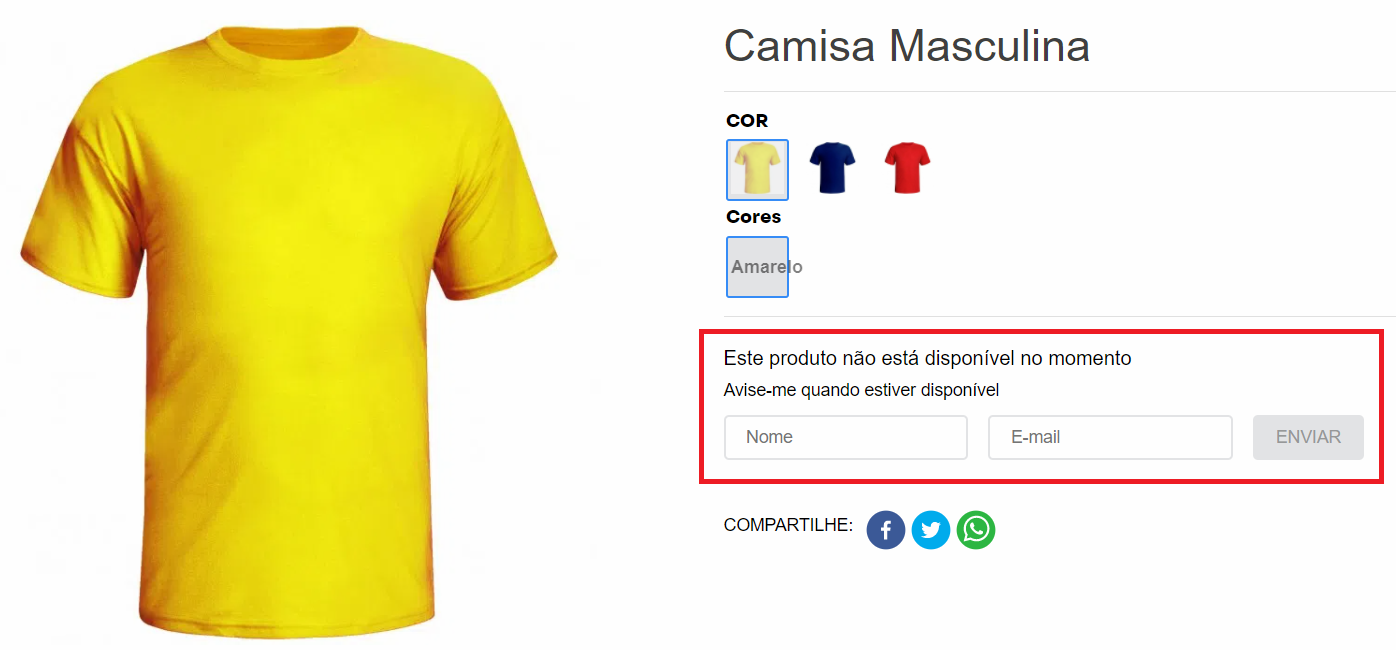 Camisa Masculina
COR
Cores
Amarelo
Este produto não está disponível no momento
Avise-me quando estiver disponível
Nome E-mail ENVIAR
COMPARTILHE: